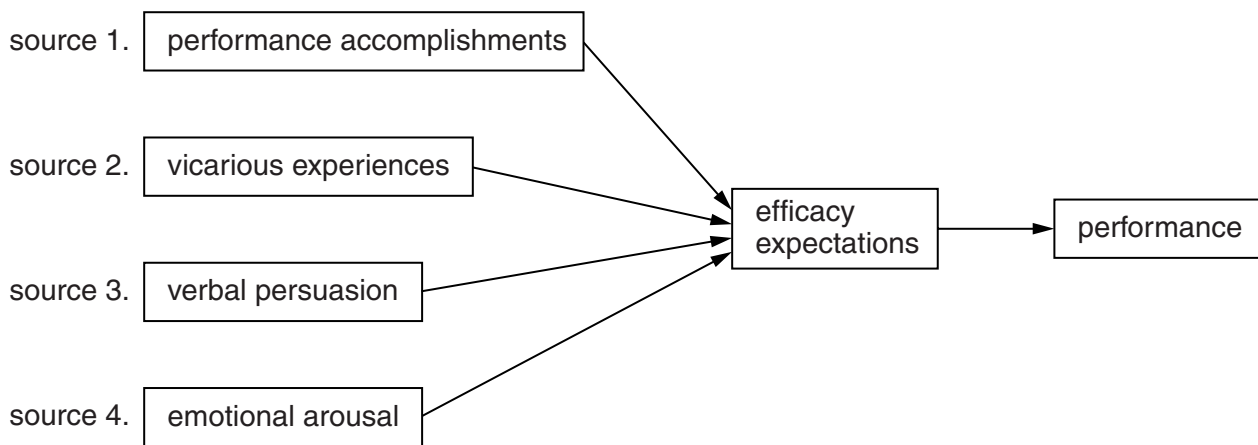 source 1. performance accomplishments
source 2. vicarious experiences
efficacy
expectations
performance
source 3. verbal persuasion
source 4. emotional arousal